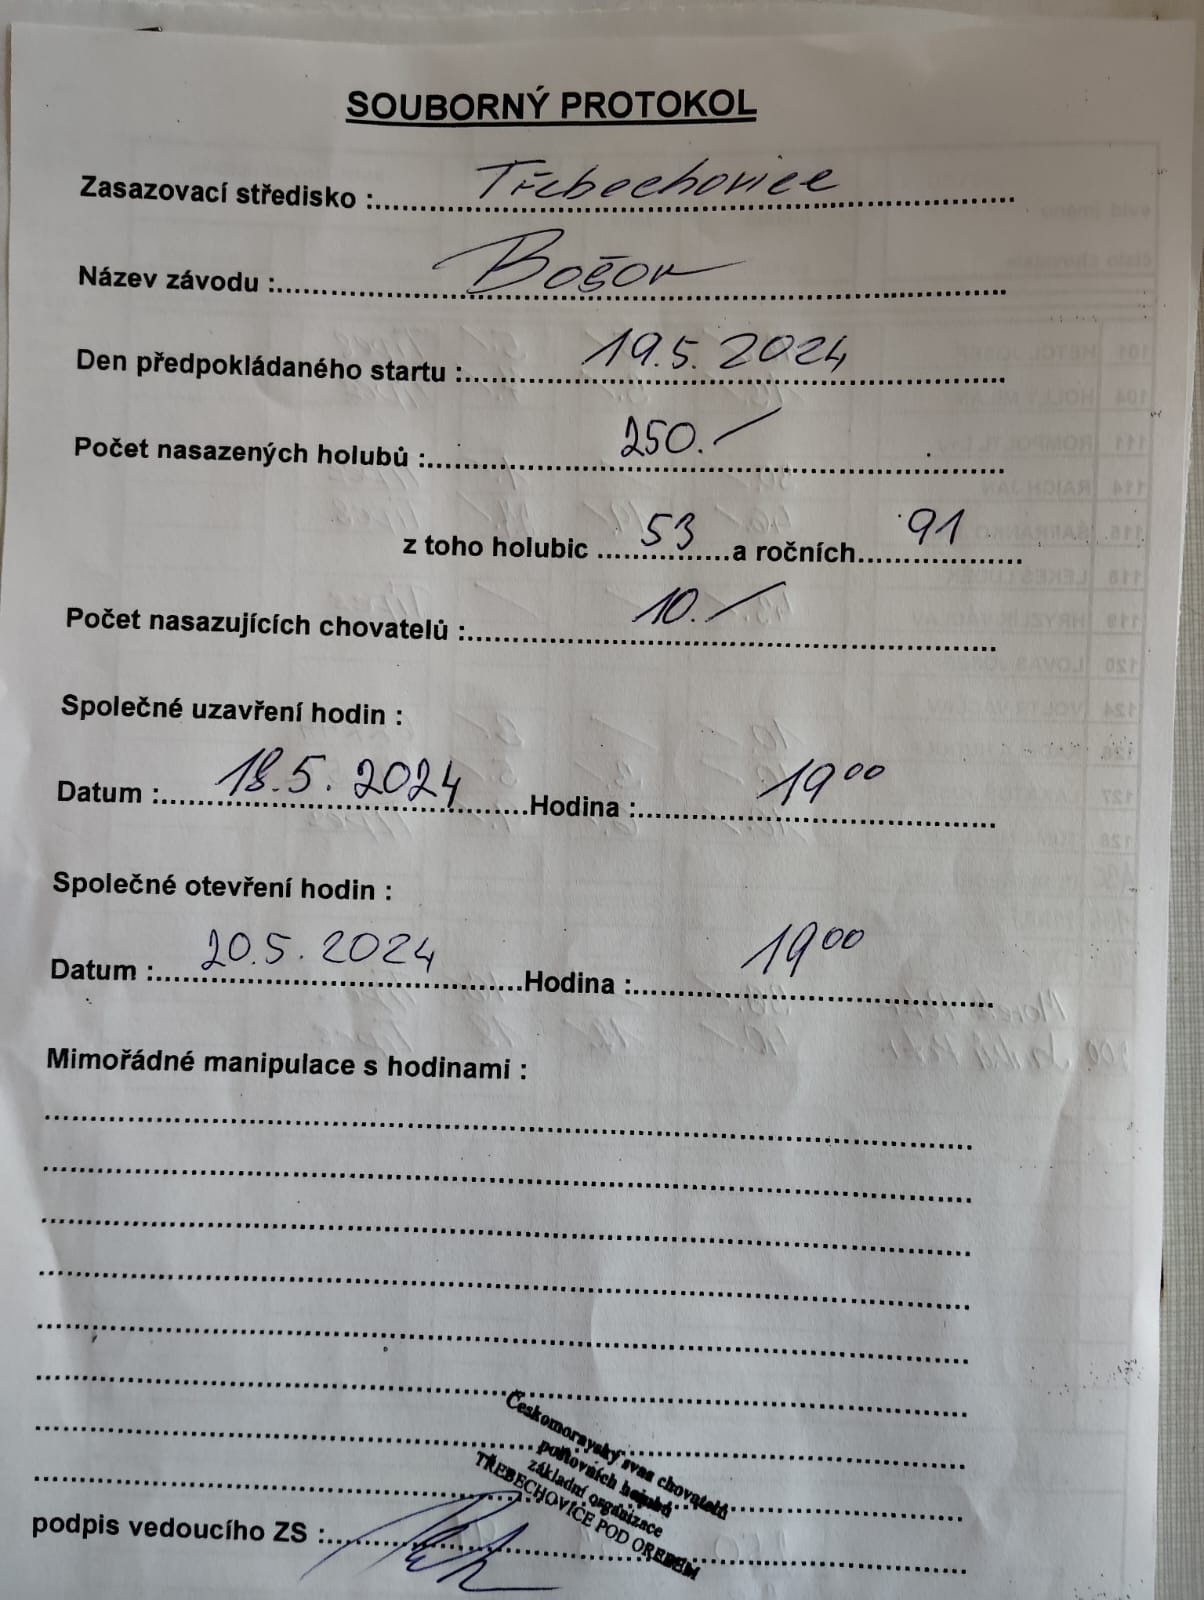 SOUBORNÝ PROTOKOL
Zasazovací středisko : Třebechovice
Název závodu : Bošov
Den předpokládaného startu : 19.5.2024
Počet nasazených holubů : 250.-
z toho holubic 53 a ročních 91
Počet nasazujících chovatelů : 10.-
Společné uzavření hodin :
Datum : 18.5.2024 Hodina : 19⁰⁰
Společné otevření hodin :
Datum : 20.5.2024 Hodina : 19⁰⁰
Mimořádné manipulace s hodinami :
Českomoravský svaz chovatelů
poštovních holubů
základní organizace
TŘEBECHOVICE POD OREBEM
podpis vedoucího ZS :